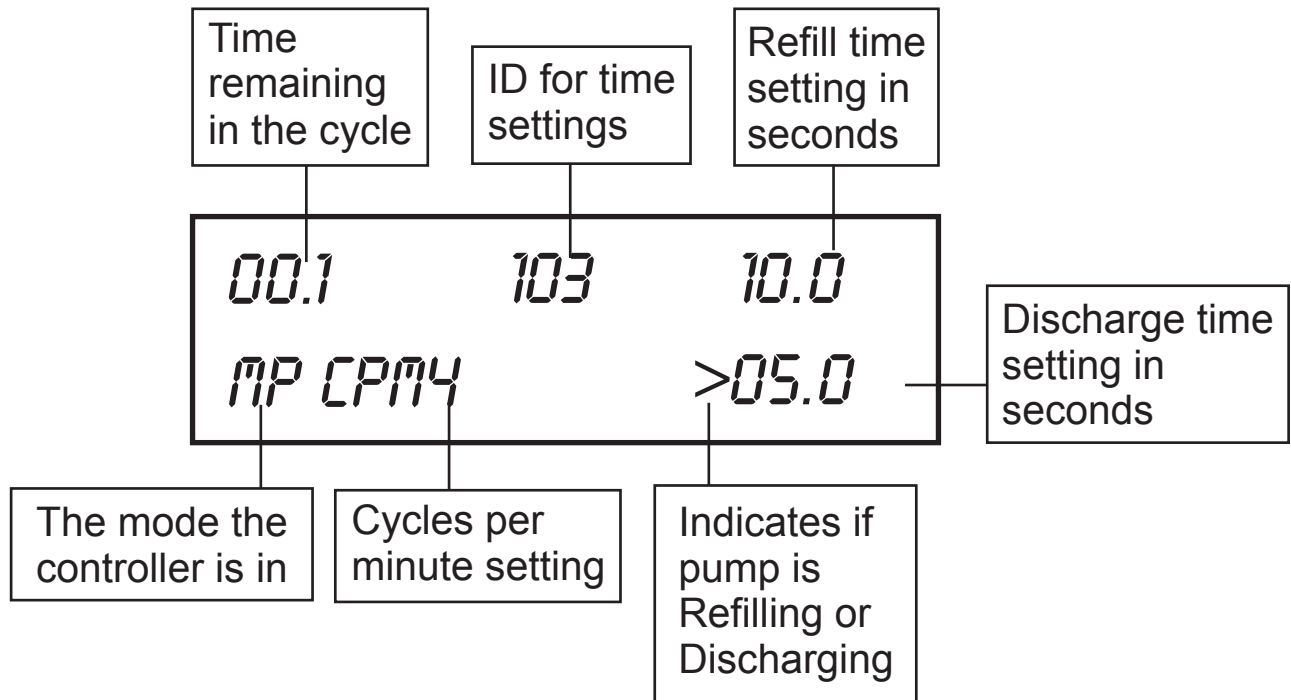 Time
remaining
in the cycle
ID for time
settings
Refill time
setting in
seconds
00.1 103 10.0
MP CPM4 >05.0
Discharge time
setting in
seconds
The mode the
controller is in
Cycles per
minute setting
Indicates if
pump is
Refilling or
Discharging